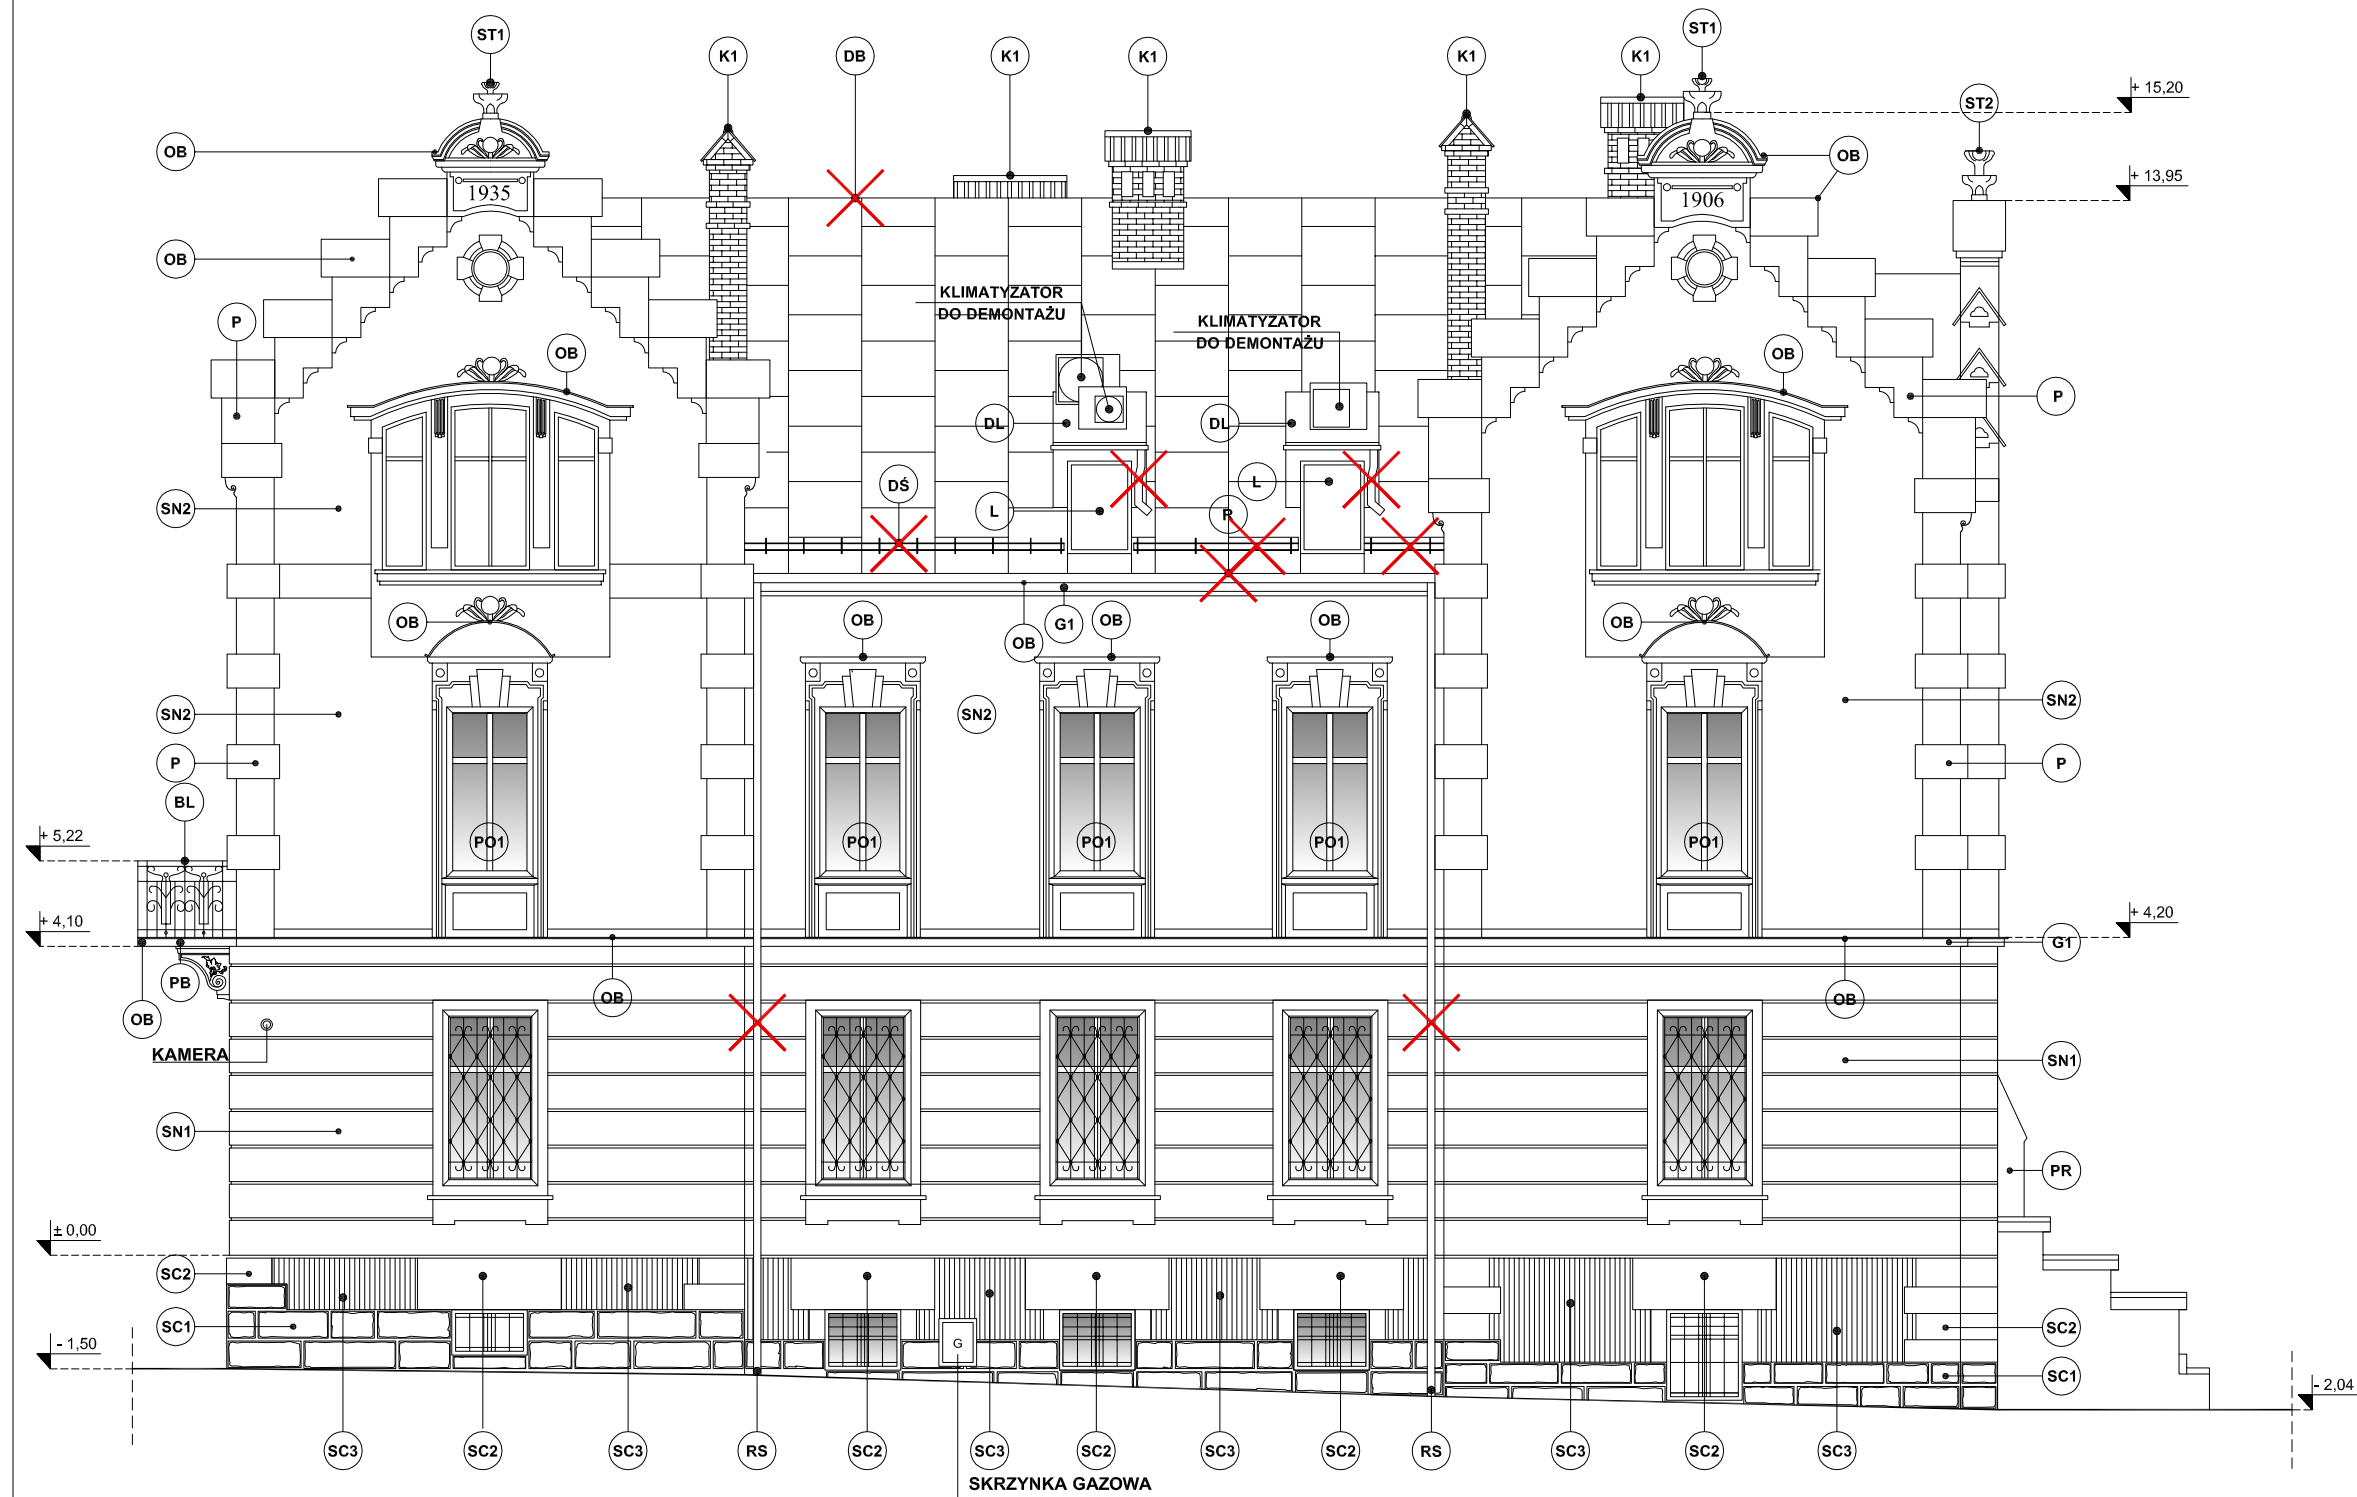 ST1
K1
DB
K1
K1
K1
K1
ST1
+ 15,20
ST2
OB
OB
+ 13,95
1935
1906
OB
KLIMATYZATOR
DO DEMONTAŻU
KLIMATYZATOR
DO DEMONTAŻU
P
OB
OB
P
DL
DL
DŚ
L
L
R
SN2
OB
OB
G1
OB
OB
OB
OB
OB
SN2
SN2
SN2
P
P
BL
+ 5,22
PO1
PO1
PO1
PO1
PO1
+ 4,10
+ 4,20
G1
PB
OB
OB
OB
KAMERA
SN1
SN1
PR
± 0,00
SC2
SC1
SC2
- 1,50
G
SC1
- 2,04
SC3
SC2
SC3
RS
SC2
SC3
SC2
SC3
SC2
RS
SC3
SC2
SC3
SKRZYNKA GAZOWA